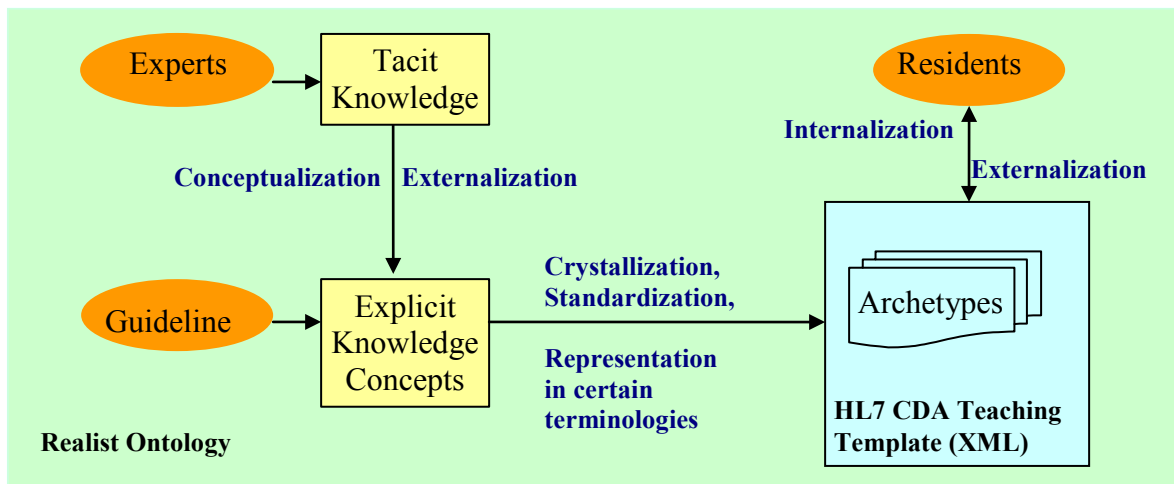 Experts
Tacit
Knowledge
Residents
Internalization
Externalization
Conceptualization
Externalization
Guideline
Explicit
Knowledge
Concepts
Crystallization,
Standardization,
Representation
in certain
terminologies
Archetypes
HL7 CDA Teaching
Template (XML)
Realist Ontology